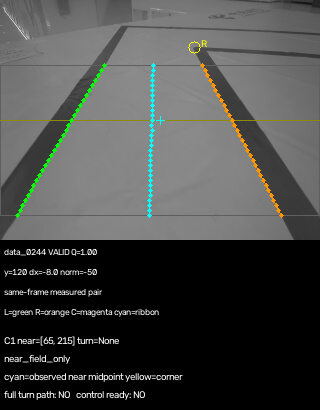 R
data_0244 VALID Q=1.00
y=120 dx=-8.0 norm=-50
same-frame measured pair
L=green R=orange C=magenta cyan=ribbon
C1 near=[65, 215] turn=None
near_field_only
cyan=observed near midpoint yellow=corner
full turn path: NO control ready: NO